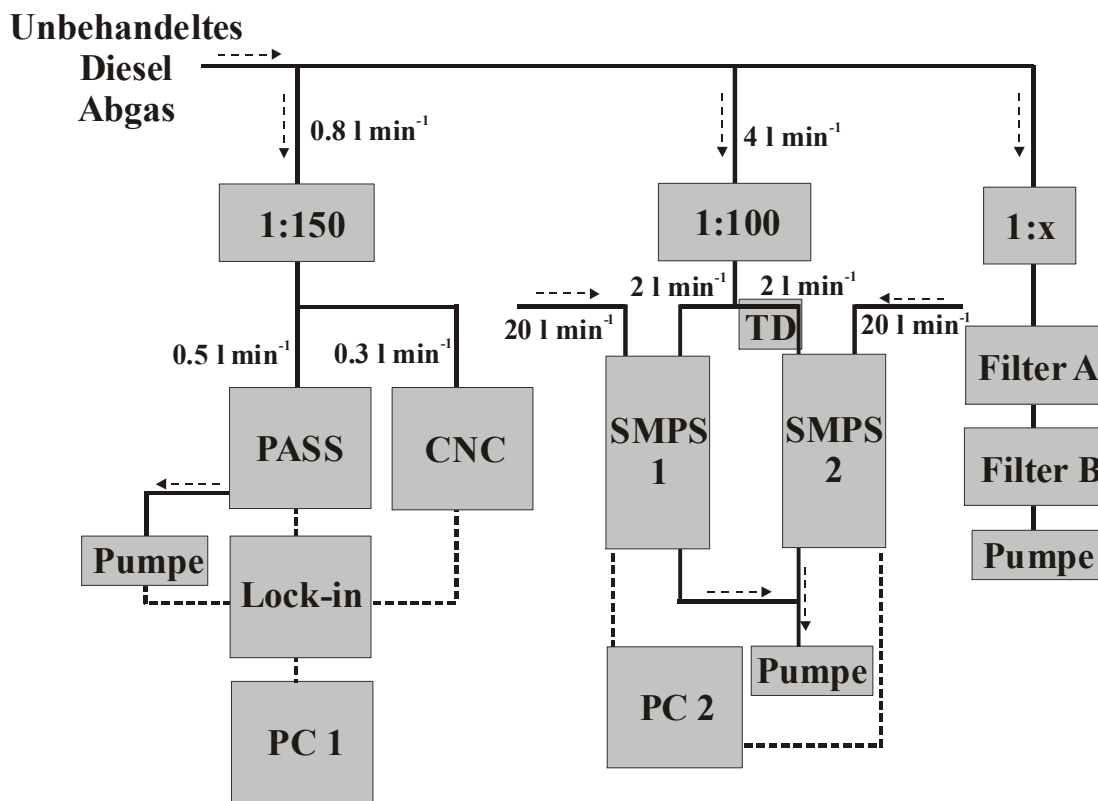 Unbehandeltes
Diesel
Abgas
0.8 l min⁻¹
4 l min⁻¹
1:150
1:100
1:x
2 l min⁻¹ 2 l min⁻¹
20 l min⁻¹
TD
20 l min⁻¹
0.5 l min⁻¹
0.3 l min⁻¹
PASS
CNC
SMPS
1
SMPS
2
Filter A
Filter B
Pumpe
Lock-in
Pumpe
PC 1
PC 2
Pumpe